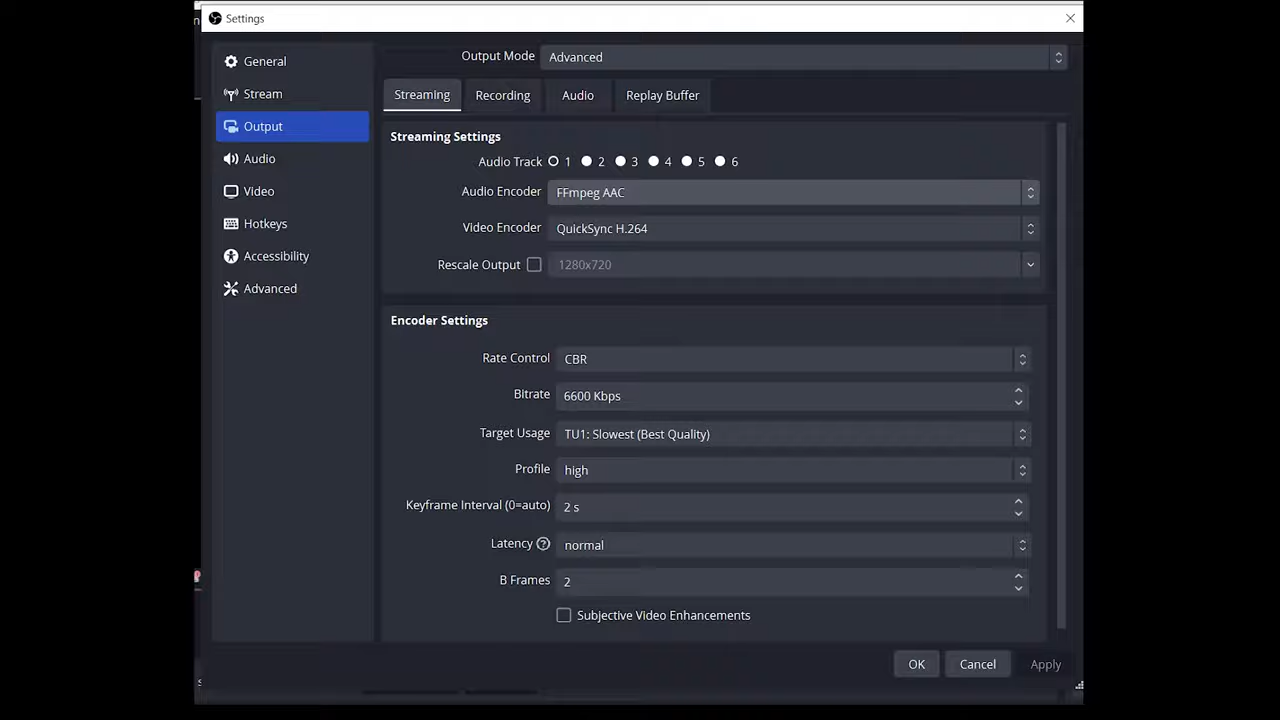 Settings
General
Stream
Output
Audio
Video
Hotkeys
Accessibility
Advanced
Output Mode Advanced
Streaming Recording Audio Replay Buffer
Streaming Settings
Audio Track 1 2 3 4 5 6
Audio Encoder FFmpeg AAC
Video Encoder QuickSync H.264
Rescale Output 1280x720
Encoder Settings
Rate Control CBR
Bitrate 6600 Kbps
Target Usage TU1: Slowest (Best Quality)
Profile high
Keyframe Interval (0=auto) 2 s
Latency ? normal
B Frames 2
Subjective Video Enhancements
OK Cancel Apply